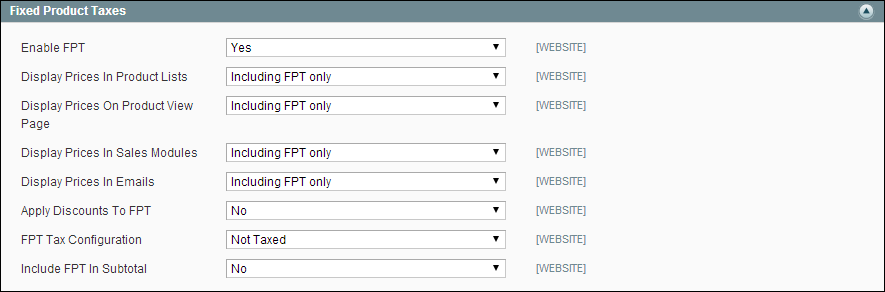 Fixed Product Taxes
Enable FPT Yes [WEBSITE]
Display Prices In Product Lists Including FPT only [WEBSITE]
Display Prices On Product View Including FPT only [WEBSITE]
Page
Display Prices In Sales Modules Including FPT only [WEBSITE]
Display Prices In Emails Including FPT only [WEBSITE]
Apply Discounts To FPT No [WEBSITE]
FPT Tax Configuration Not Taxed [WEBSITE]
Include FPT In Subtotal No [WEBSITE]